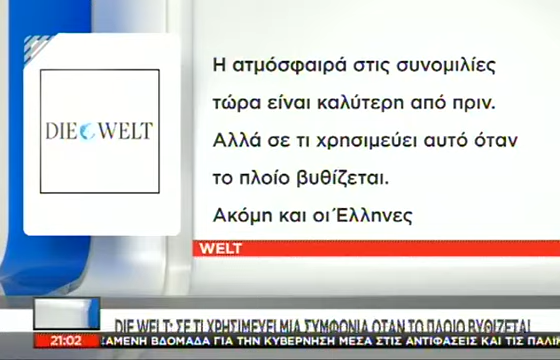 Η ατμόσφαιρά στις συνομιλίες
τώρα είναι καλύτερη από πριν.
Αλλά σε τι χρησιμεύει αυτό όταν
το πλοίο βυθίζεται.
Ακόμη και οι Έλληνες
DIE WELT
WELT
DIE WELT: ΣΕ ΤΙ ΧΡΗΣΙΜΕΥΕΙ ΜΙΑ ΣΥΜΦΩΝΙΑ ΟΤΑΝ ΤΟ ΠΛΟΙΟ ΒΥΘΙΖΕΤΑΙ
21:02 ΣΑΜΕΝΗ ΒΔΟΜΑΔΑ ΓΙΑ ΤΗΝ ΚΥΒΕΡΝΗΣΗ ΜΕΣΑ ΣΤΙΣ ΑΝΤΙΦΑΣΕΙΣ ΚΑΙ ΤΙΣ ΠΑΛ